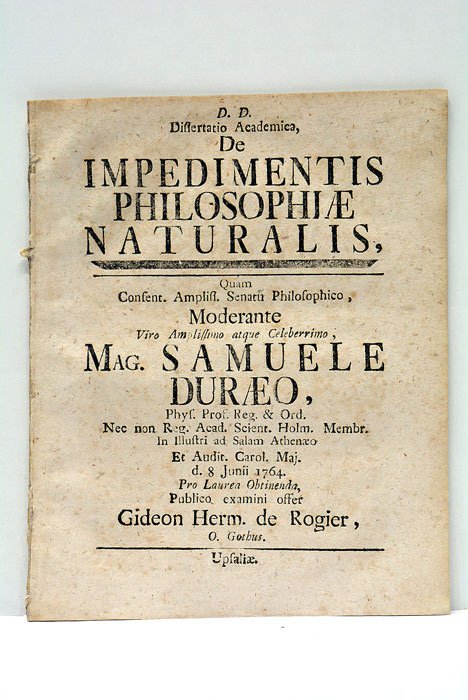 D. D.
Dissertatio Academica,
De
IMPEDIMENTIS
PHILOSOPHIÆ
NATURALIS,
Quam
Consent. Ampliss. Senatu Philosophico,
Moderante
Viro Amplissimo atque Celeberrimo,
MAG. SAMUELE
DURÆO,
Phys. Prof. Reg. & Ord.
Nec non Reg. Acad. Scient. Holm. Membr.
In Illustri ad Salam Athenæo
Et Audit. Carol. Maj.
d. 8 Junii 1764.
Pro Laurea Obtinenda,
Publico examini offert
Gideon Herm. de Rogier,
O. Gothus.
Upsaliæ.